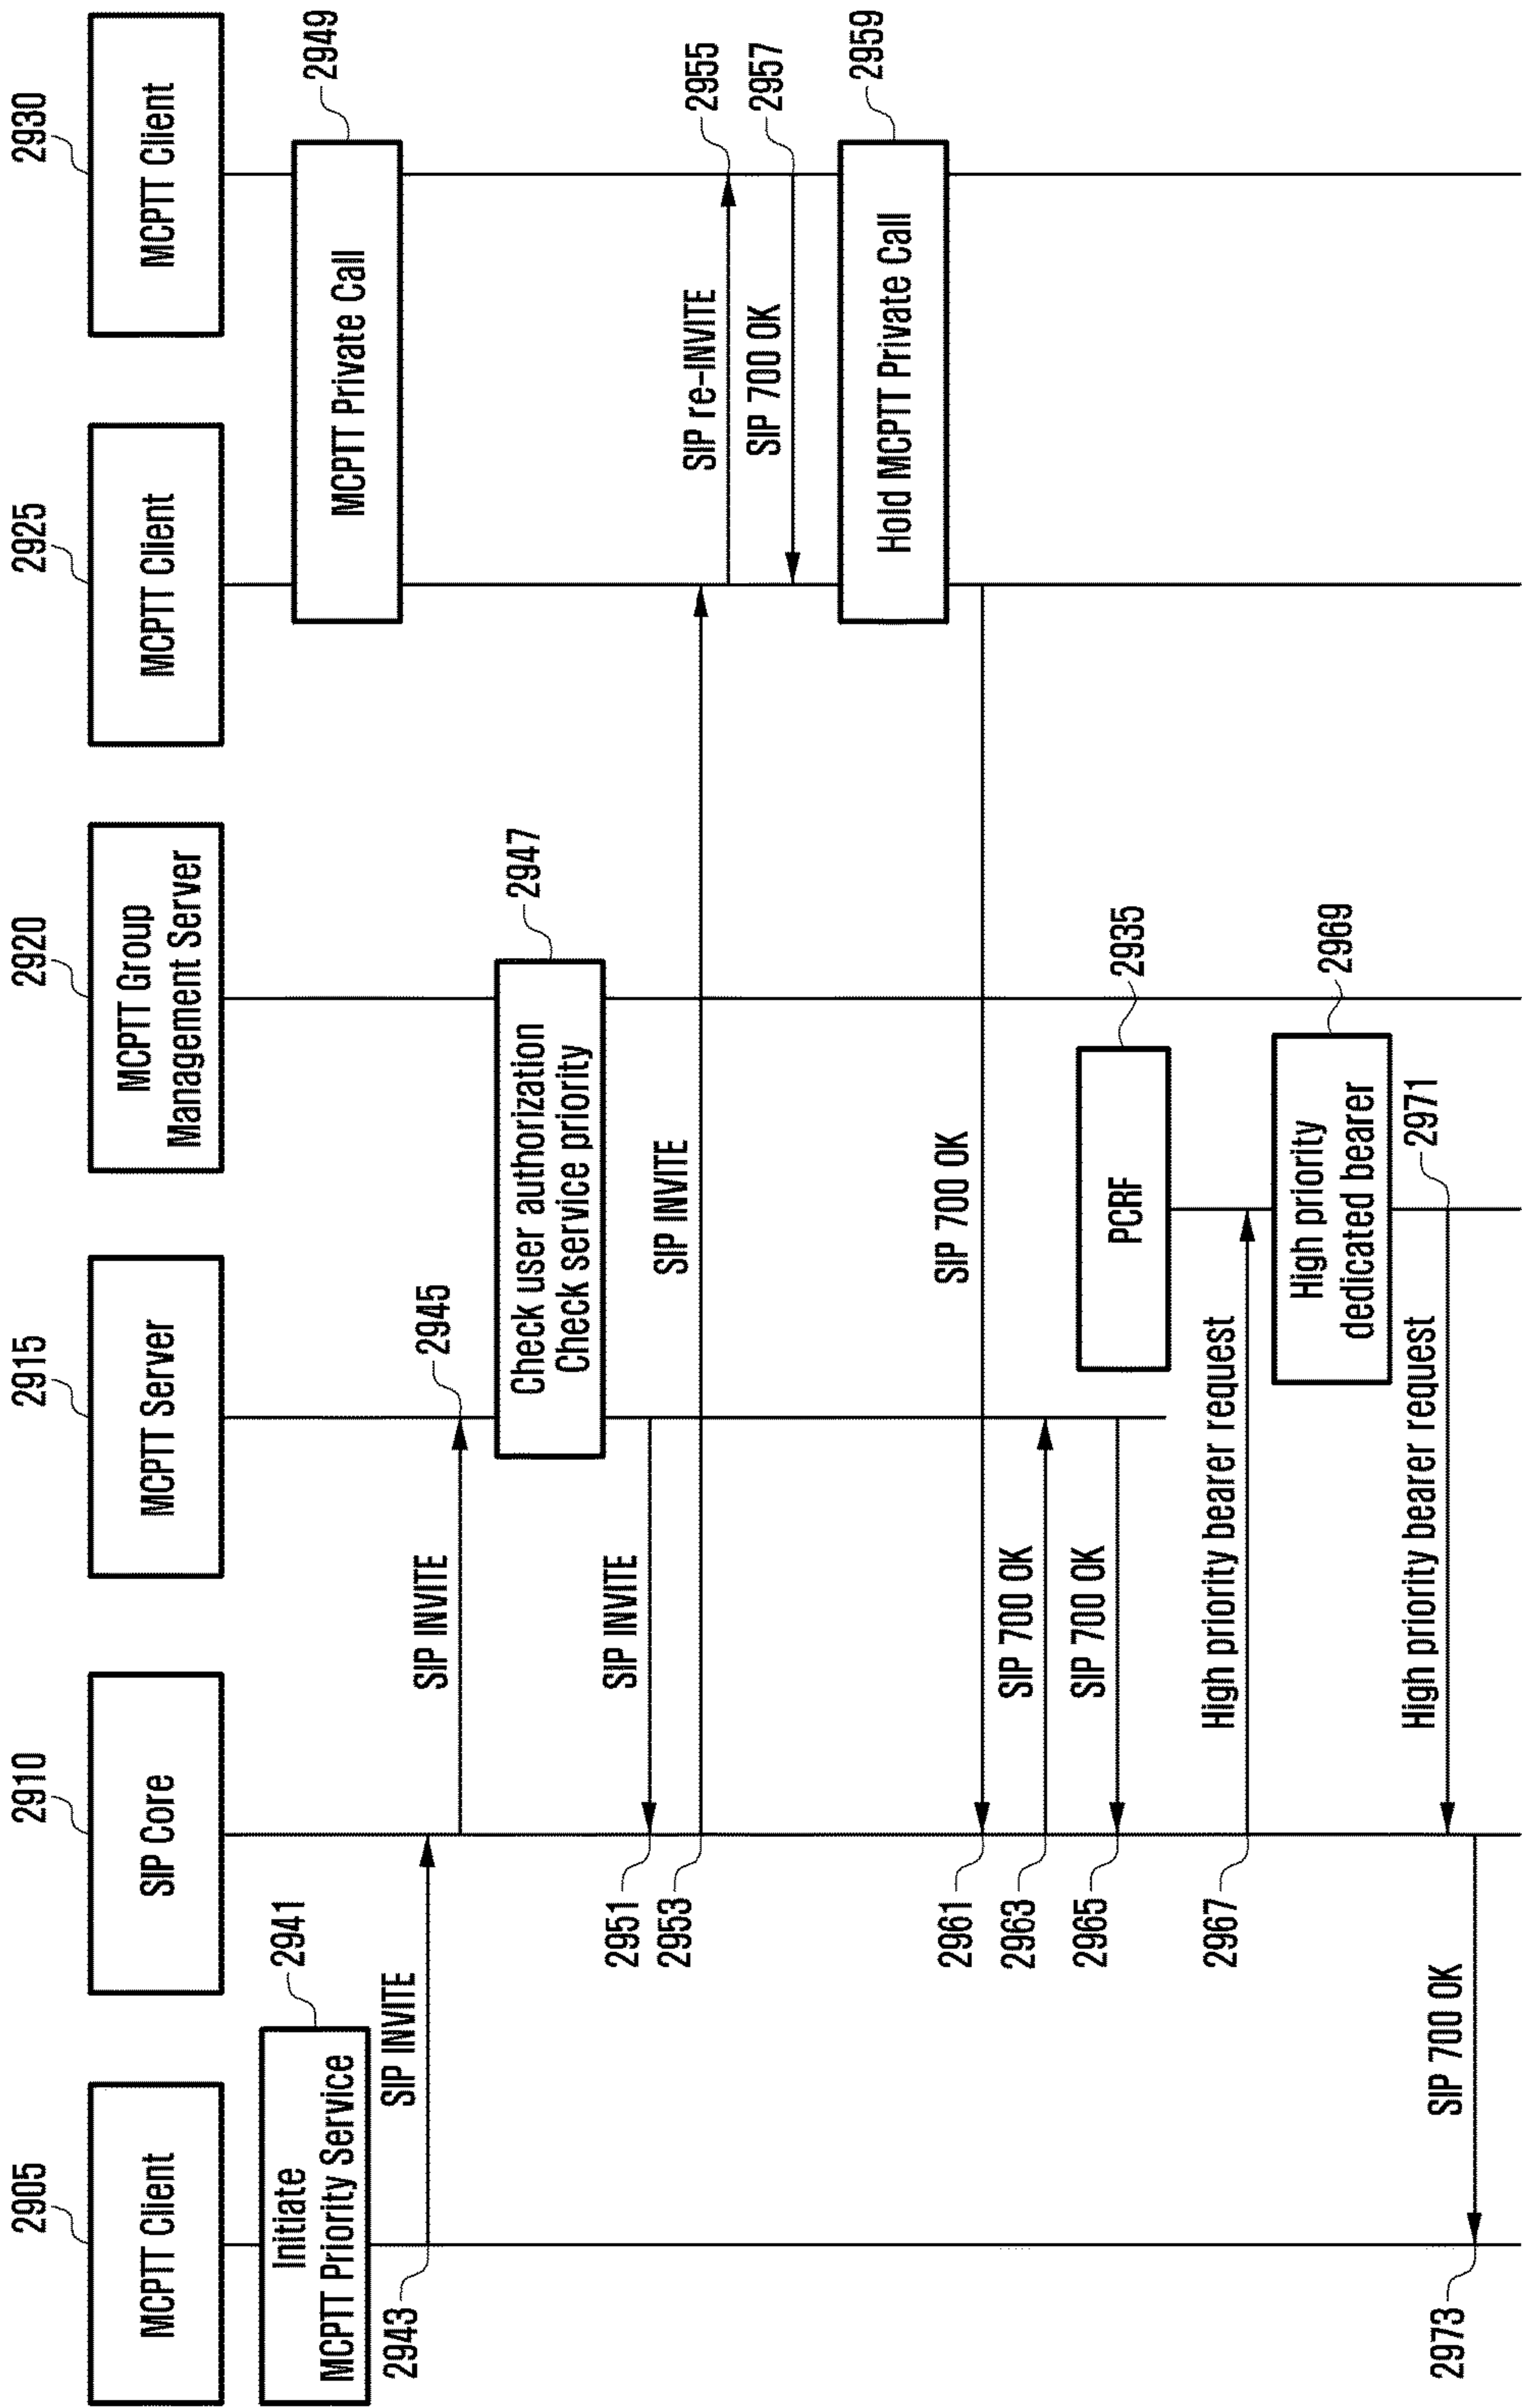 2905
2910
2915
2920
2925
2930
MCPTT Client
SIP Core
MCPTT Server
MCPTT Group
Management Server
MCPTT Client
MCPTT Client
Initiate
MCPTT Priority Service
2941
MCPTT Private Call
2949
SIP INVITE
2943
SIP INVITE
2945
Check user authorization
Check service priority
2947
SIP INVITE
2951
SIP INVITE
2953
SIP re-INVITE
2955
SIP 700 OK
2957
Hold MCPTT Private Call
2959
SIP 700 OK
2961
SIP 700 OK
2963
SIP 700 OK
2965
PCRF
2935
High priority bearer request
2967
High priority
dedicated bearer
2969
High priority bearer request
2971
SIP 700 OK
2973